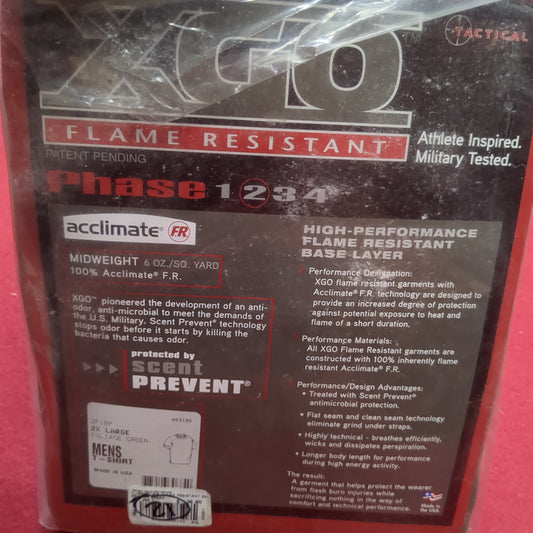 XGO
TACTICAL
FLAME RESISTANT
PATENT PENDING
Athlete Inspired.
Military Tested.
Phase 1 2 3 4
acclimate® FR
MIDWEIGHT 6 OZ./SQ. YARD
100% Acclimate® F.R.
XGO™ pioneered the development of an anti-
odor, anti-microbial to meet the demands of
the U.S. Military. Scent Prevent® technology
stops odor before it starts by killing the
bacteria that causes odor.
protected by
scent
PREVENT®
2X LARGE
FOLIAGE GREEN
MENS
T-SHIRT
MADE IN USA
HIGH-PERFORMANCE
FLAME RESISTANT
BASE LAYER
Performance Designation:
XGO flame resistant garments with
Acclimate® F.R. technology are designed to
provide an increased degree of protection
against potential exposure to heat and
flame of a short duration.
Performance Materials:
All XGO Flame Resistant garments are
constructed with 100% inherently flame
resistant Acclimate® F.R.
Performance/Design Advantages:
• Treated with Scent Prevent®
antimicrobial protection.
• Flat seam and clean seam technology
eliminate grind under straps.
• Highly technical - breathes efficiently,
wicks and dissipates perspiration.
• Longer body length for performance
during high energy activity.
The result:
A garment that helps protect the wearer
from flash burn injuries while
sacrificing nothing in the way of
comfort and technical performance.
Made in
the USA